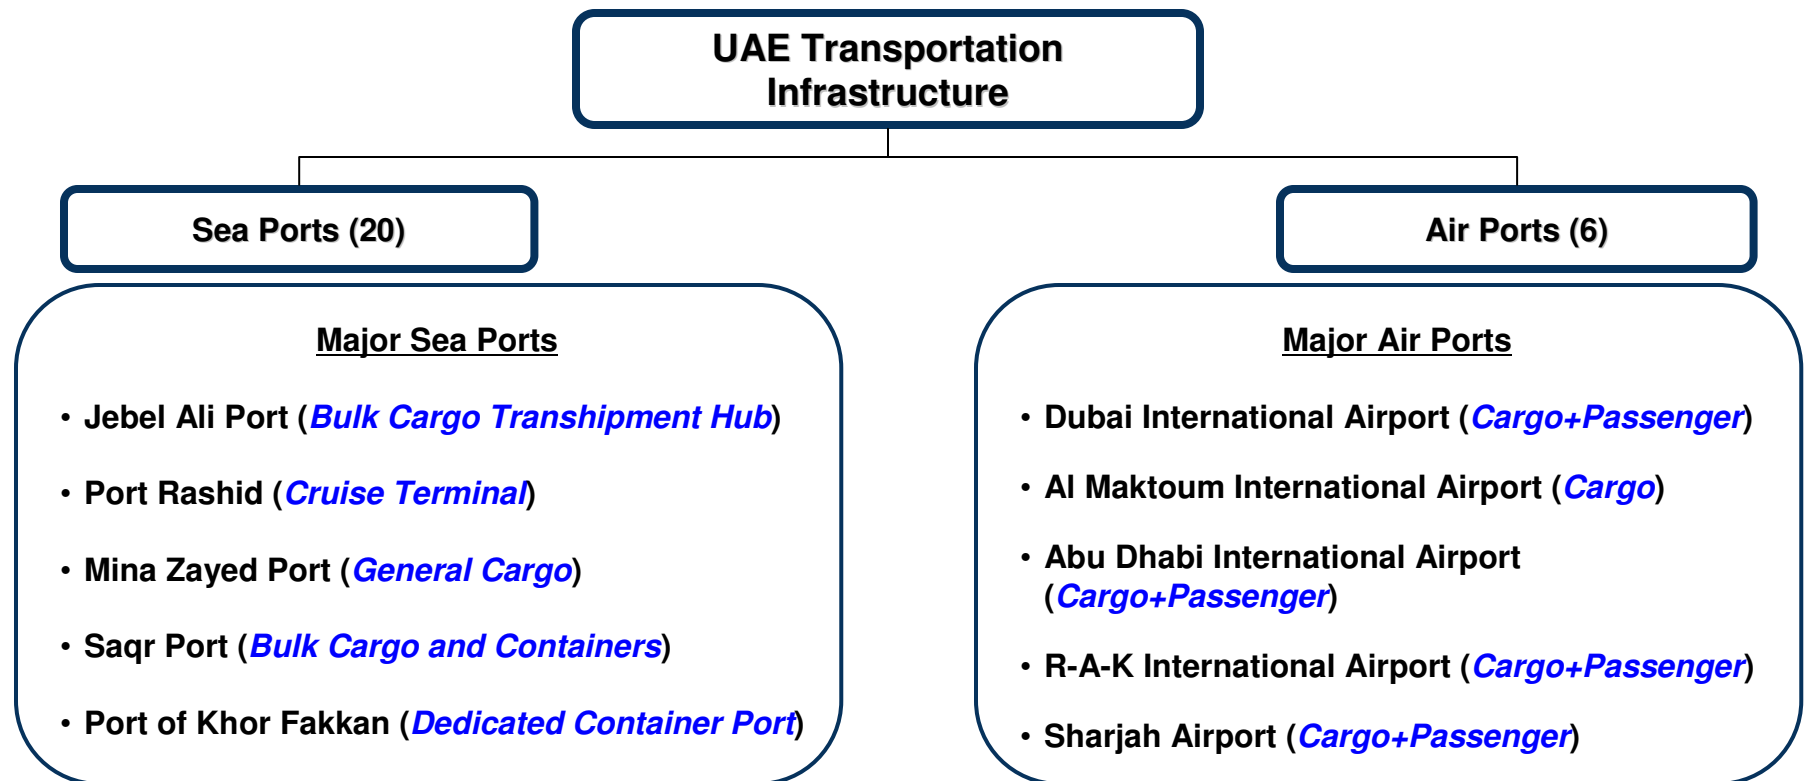 UAE Transportation
Infrastructure
Sea Ports (20)
Air Ports (6)
Major Sea Ports
• Jebel Ali Port (Bulk Cargo Transhipment Hub)
• Port Rashid (Cruise Terminal)
• Mina Zayed Port (General Cargo)
• Saqr Port (Bulk Cargo and Containers)
• Port of Khor Fakkan (Dedicated Container Port)
Major Air Ports
• Dubai International Airport (Cargo+Passenger)
• Al Maktoum International Airport (Cargo)
• Abu Dhabi International Airport
(Cargo+Passenger)
• R-A-K International Airport (Cargo+Passenger)
• Sharjah Airport (Cargo+Passenger)